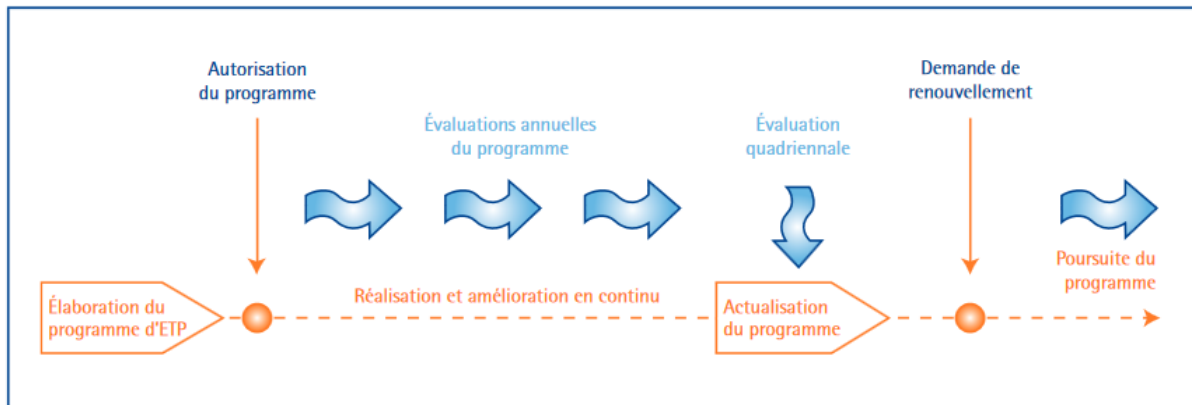 Autorisation
du programme
Demande de
renouvellement
Évaluations annuelles
du programme
Évaluation
quadriennale
Poursuite du
programme
Élaboration du
programme d'ETP
Réalisation et amélioration en continu
Actualisation
du programme